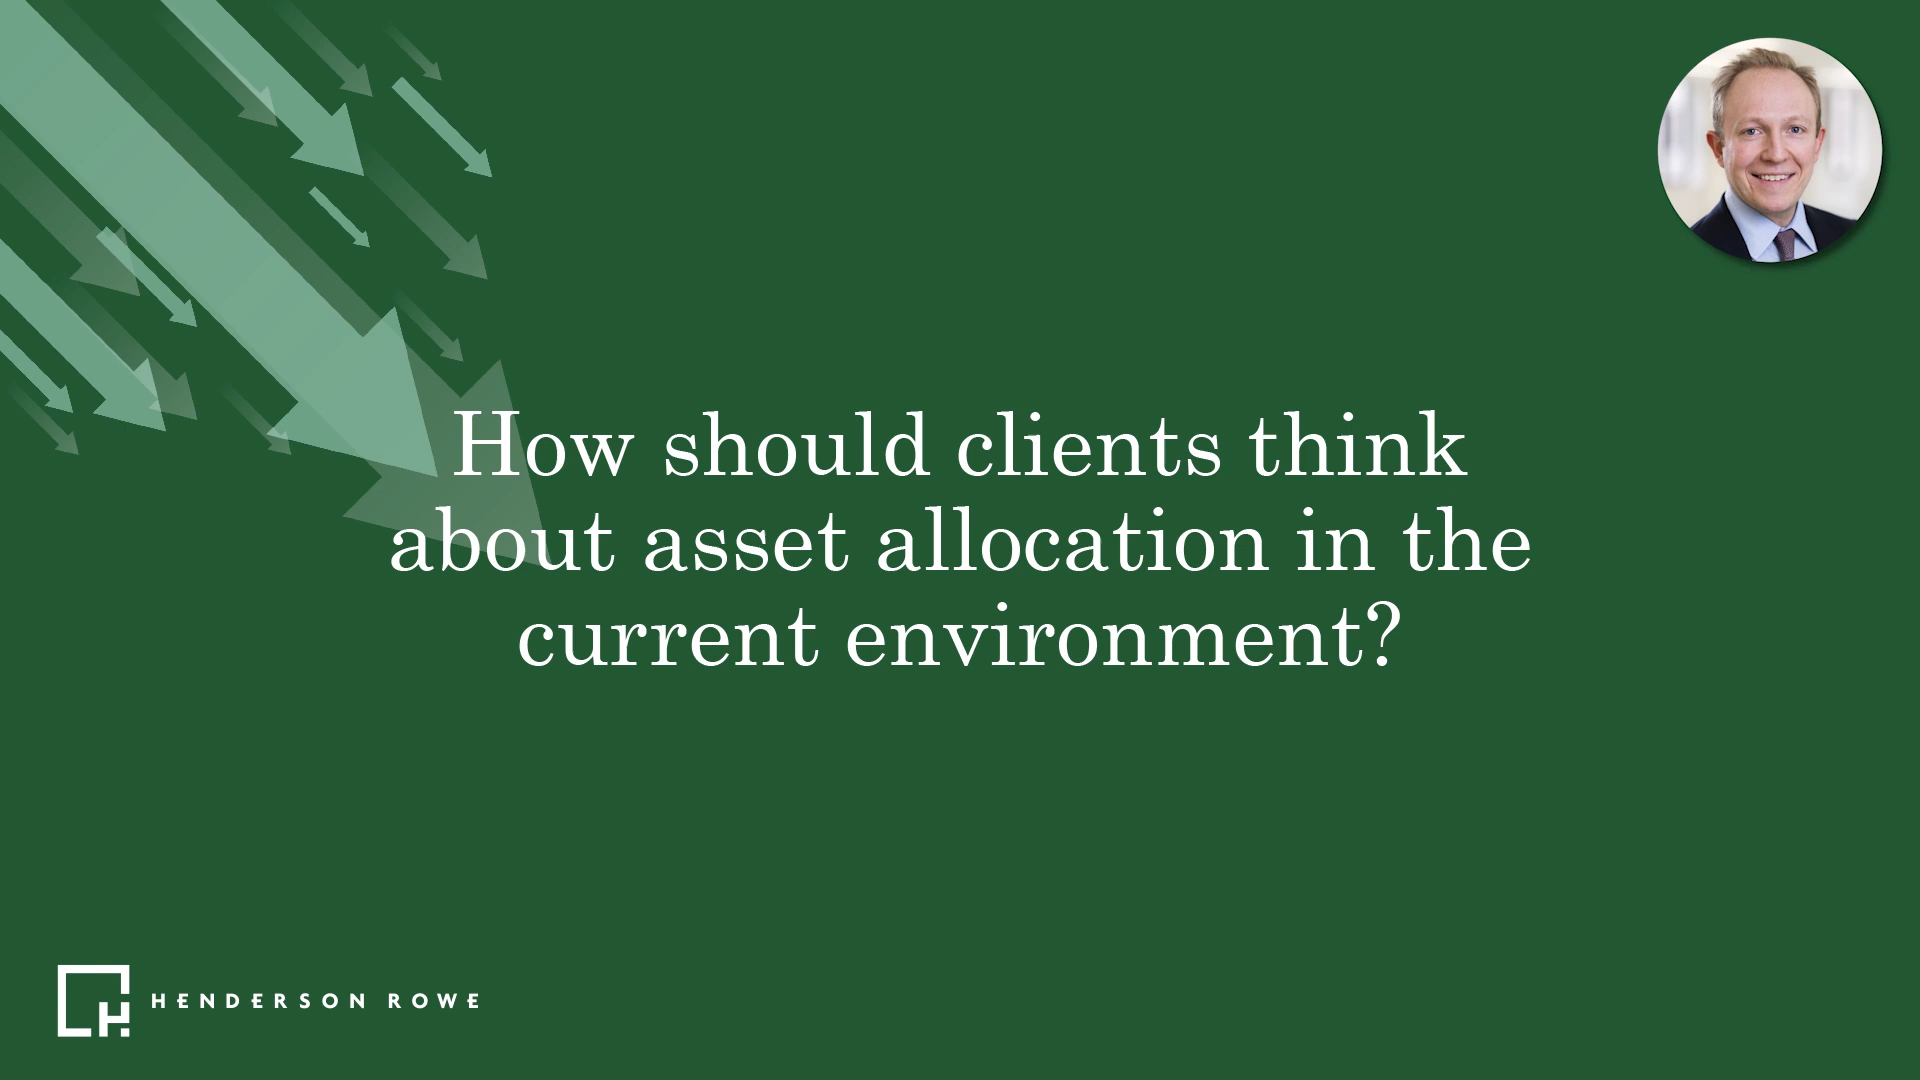 How should clients think
about asset allocation in the
current environment?
HENDERSON ROWE